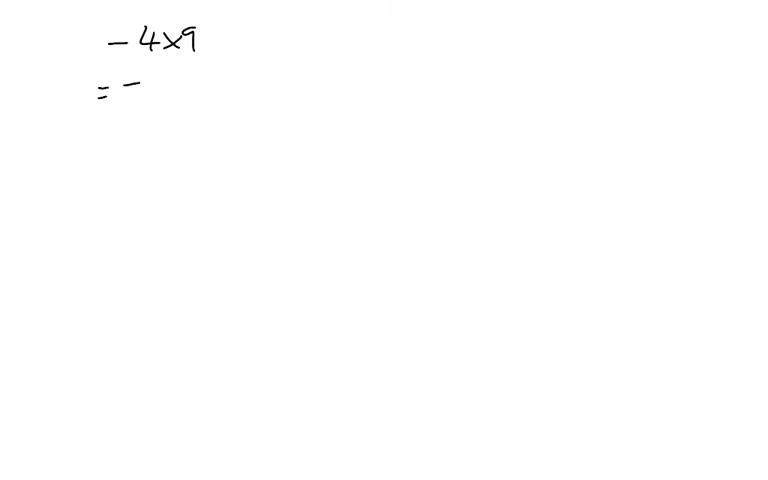 - 4x9
= -